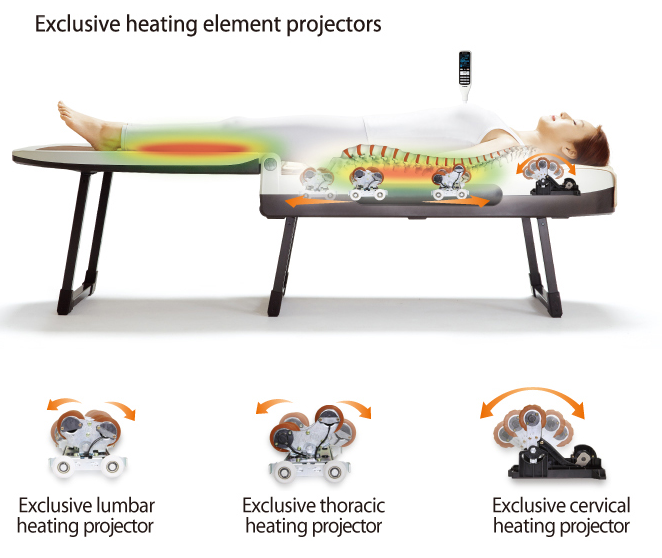 Exclusive heating element projectors
Exclusive lumbar
heating projector
Exclusive thoracic
heating projector
Exclusive cervical
heating projector